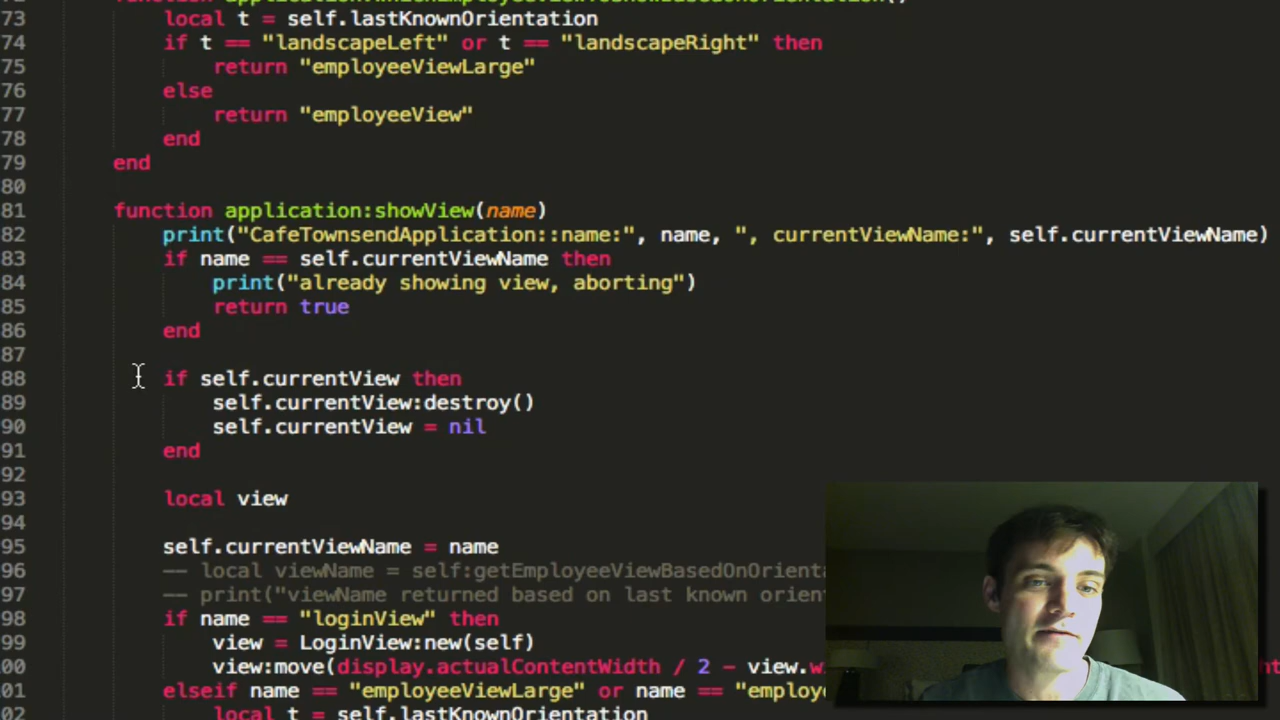 73 local t = self.lastKnownOrientation
74 if t == "landscapeLeft" or t == "landscapeRight" then
75 return "employeeViewLarge"
76 else
77 return "employeeView"
78 end
79 end
80
81 function application:showView(name)
82 print("CafeTownsendApplication::name:", name, ", currentViewName:", self.currentViewName)
83 if name == self.currentViewName then
84 print("already showing view, aborting")
85 return true
86 end
87
88 if self.currentView then
89 self.currentView:destroy()
90 self.currentView = nil
91 end
92
93 local view
94
95 self.currentViewName = name
96 -- local viewName = self:getEmployeeViewBasedOnOrienta
97 -- print("viewName returned based on last known orien
98 if name == "loginView" then
99 view = LoginView:new(self)
00 view:move(display.actualContentWidth / 2 - view.w
01 elseif name == "employeeViewLarge" or name == "emplo
02 local t = self.lastKnownOrientation